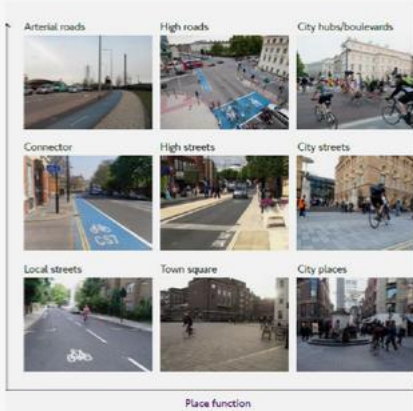 Arterial roads
High roads
City hubs/boulevards
Connector
High streets
City streets
CS7
Local streets
Town square
City places
Place function